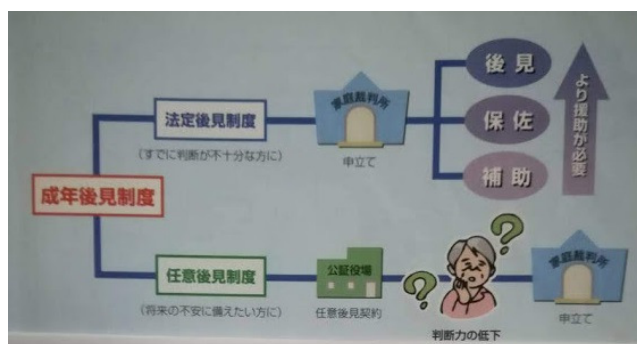 成年後見制度
法定後見制度
(すでに判断が不十分な方に)
家庭裁判所
申立て
後見
保佐
補助
より援助が必要
任意後見制度
(将来の不安に備えたい方に)
公証役場
任意後見契約
?
?
判断力の低下
家庭裁判所
申立て